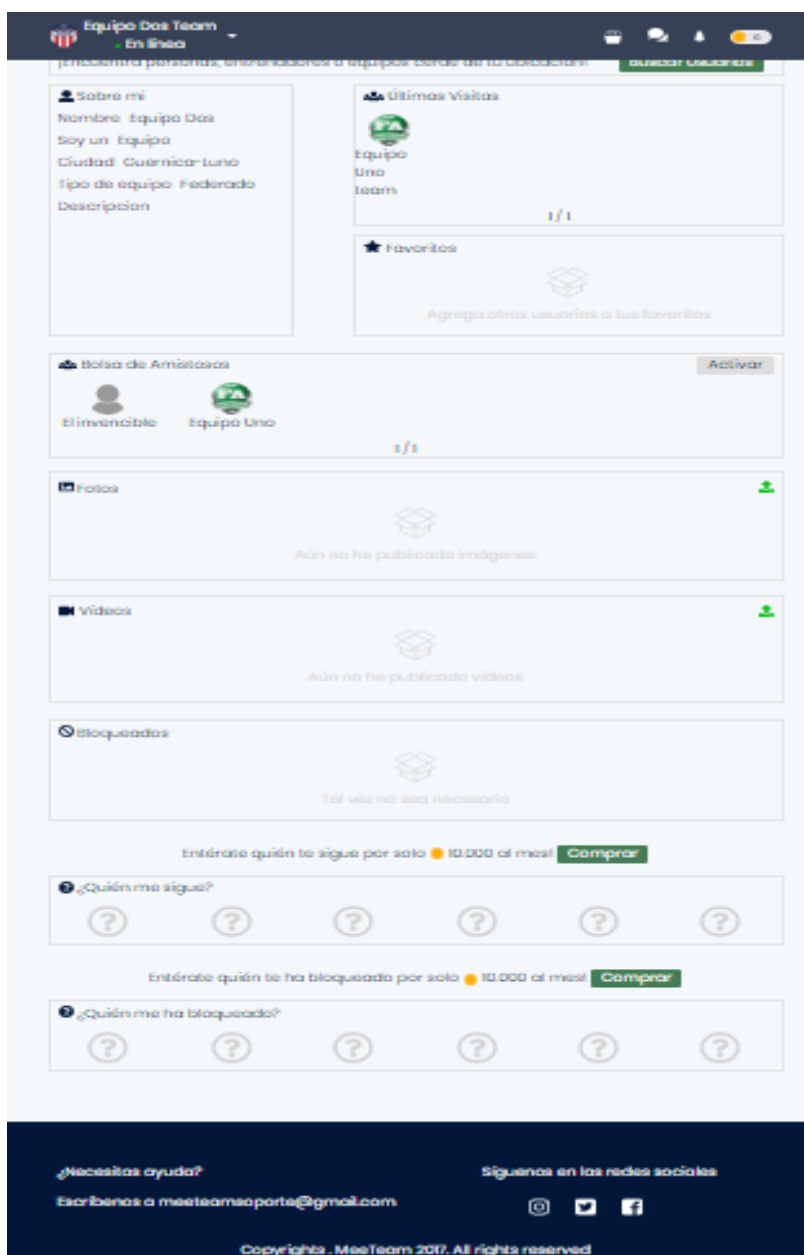 Equipo Dos Team
En línea
¡Encuentra personas, entrenadores o equipos cerde de tu ubicación!
Buscar Usuarios
Sobre mi
Nombre Equipo Dos
Soy un Equipo
Ciudad Guernica-Luno
Tipo de equipo Federado
Descripcion
Últimas Visitas
Equipo
Uno
team
1/1
Favoritos
Agrega otros usuarios a tus favoritos
Bolsa de Amistosos
Activar
El invencible
Equipo Uno
1/1
Fotos
Aún no he publicado imágenes
Vídeos
Aún no he publicado vídeos
Bloqueados
Tal vez no sea necesario
Entérate quién te sigue por solo 10.000 al mes! Comprar
¿Quién me sigue?
Entérate quién te ha bloqueado por solo 10.000 al mes! Comprar
¿Quién me ha bloqueado?
¿Necesitas ayuda?
Escríbenos a meeteamsoporte@gmail.com
Síguenos en las redes sociales
Copyrights . MeeTeam 2017. All rights reserved